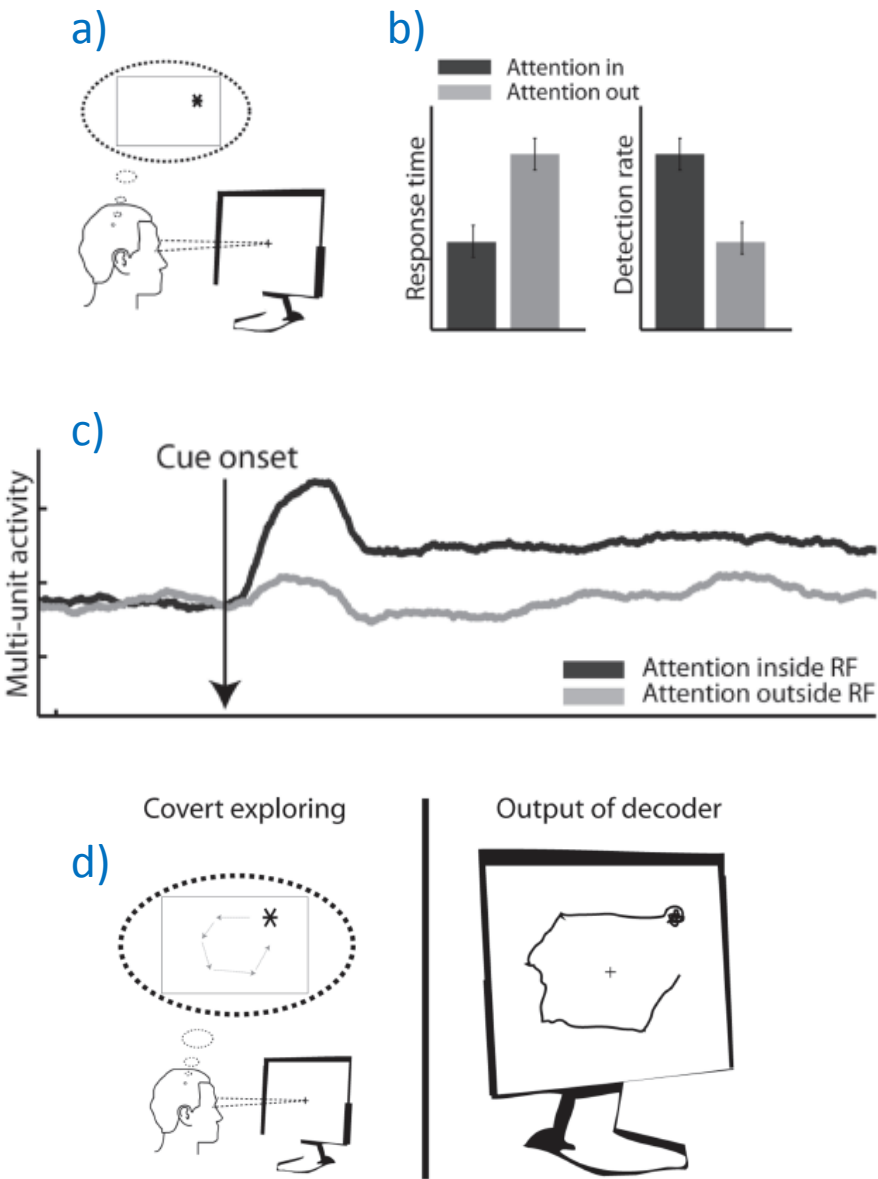 a)
b)
Attention in
Attention out
Response time
Detection rate
c)
Cue onset
Multi-unit activity
Attention inside RF
Attention outside RF
Covert exploring
Output of decoder
d)